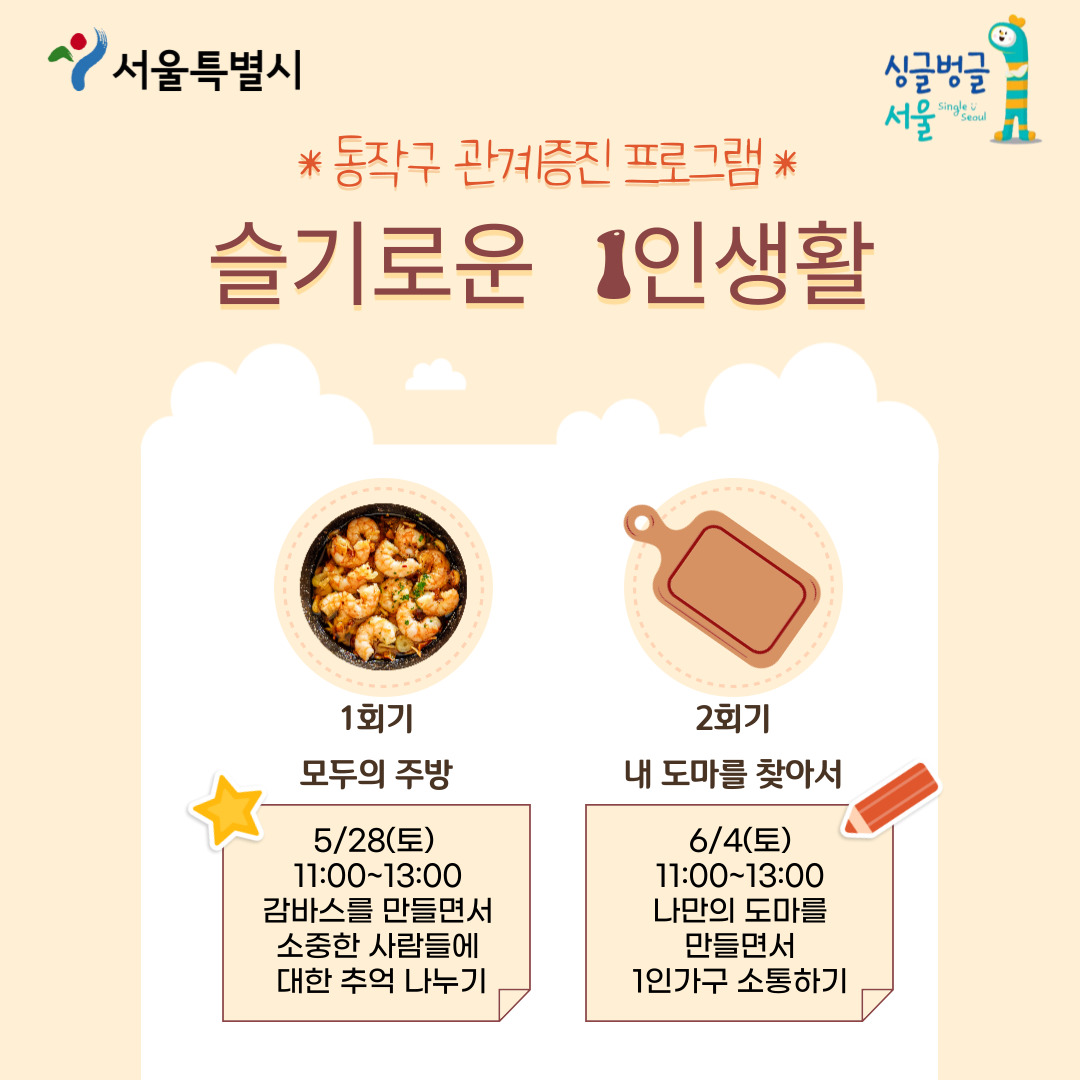 서울특별시
싱글벙글
서울 Single Seoul
* 동작구 관계증진 프로그램 *
슬기로운 1인생활
1회기
모두의 주방
5/28(토)
11:00~13:00
감바스를 만들면서
소중한 사람들에
대한 추억 나누기
2회기
내 도마를 찾아서
6/4(토)
11:00~13:00
나만의 도마를
만들면서
1인가구 소통하기